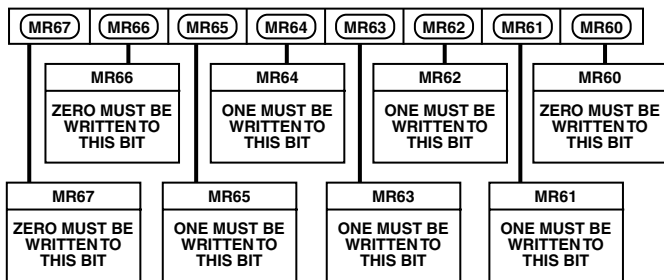 MR67 MR66 MR65 MR64 MR63 MR62 MR61 MR60
MR66
ZERO MUST BE
WRITTEN TO
THIS BIT
MR64
ONE MUST BE
WRITTEN TO
THIS BIT
MR62
ONE MUST BE
WRITTEN TO
THIS BIT
MR60
ZERO MUST BE
WRITTEN TO
THIS BIT
MR67
ZERO MUST BE
WRITTEN TO
THIS BIT
MR65
ONE MUST BE
WRITTEN TO
THIS BIT
MR63
ONE MUST BE
WRITTEN TO
THIS BIT
MR61
ONE MUST BE
WRITTEN TO
THIS BIT